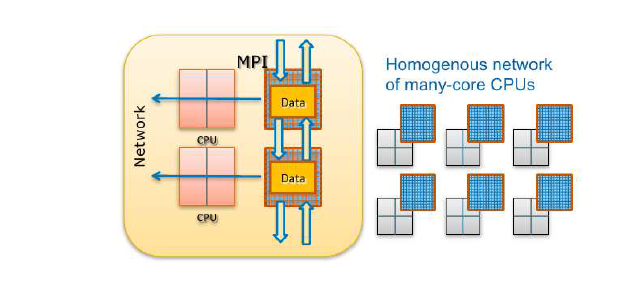 MPI
Homogenous network
of many-core CPUs
Network
Data
CPU
Data
CPU